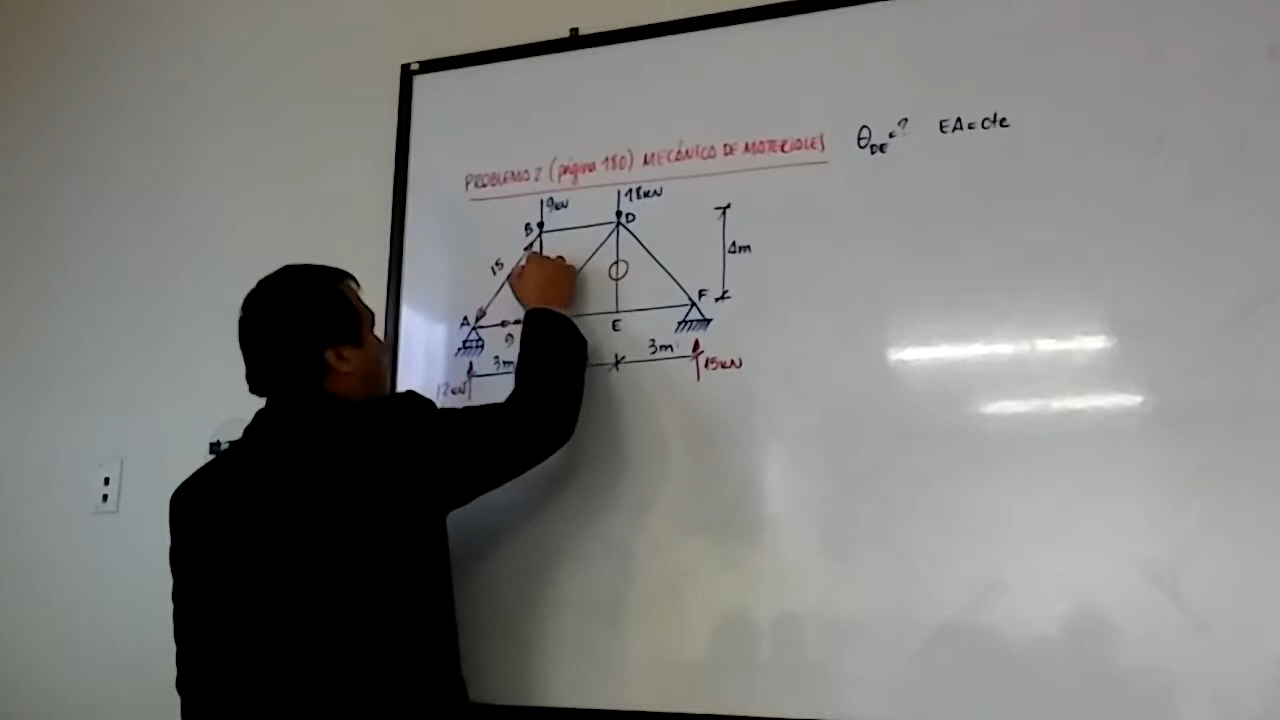 PROBLEMA 2 (página 180) MECÁNICA DE MATERIALES
θDE=? EA=cte
9KN 18KN
B D
4m
15
A E F
9
3m 3m
12KN 15KN